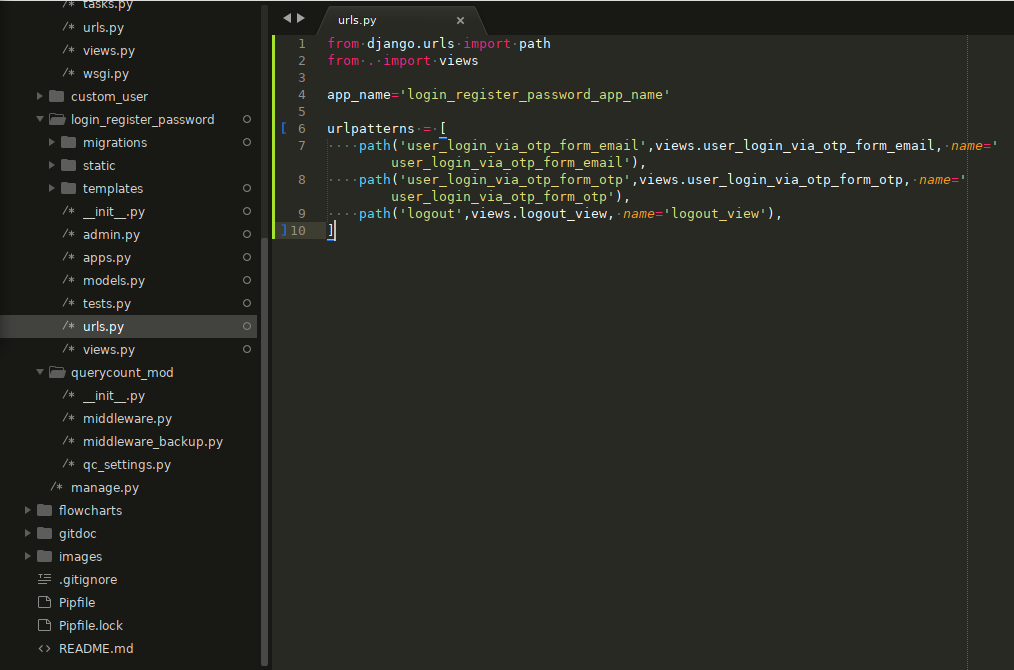 tasks.py
/* urls.py
/* views.py
/* wsgi.py
custom_user
login_register_password
migrations
static
templates
/* __init__.py
/* admin.py
/* apps.py
/* models.py
/* tests.py
/* urls.py
/* views.py
querycount_mod
/* __init__.py
/* middleware.py
/* middleware_backup.py
/* qc_settings.py
/* manage.py
flowcharts
gitdoc
images
.gitignore
Pipfile
Pipfile.lock
<> README.md
urls.py ×
1 from django.urls import path
2 from . import views
3
4 app_name='login_register_password_app_name'
5
[ 6 urlpatterns = [
7     path('user_login_via_otp_form_email',views.user_login_via_otp_form_email, name='
user_login_via_otp_form_email'),
8     path('user_login_via_otp_form_otp',views.user_login_via_otp_form_otp, name='
user_login_via_otp_form_otp'),
9     path('logout',views.logout_view, name='logout_view'),
] 10 ]